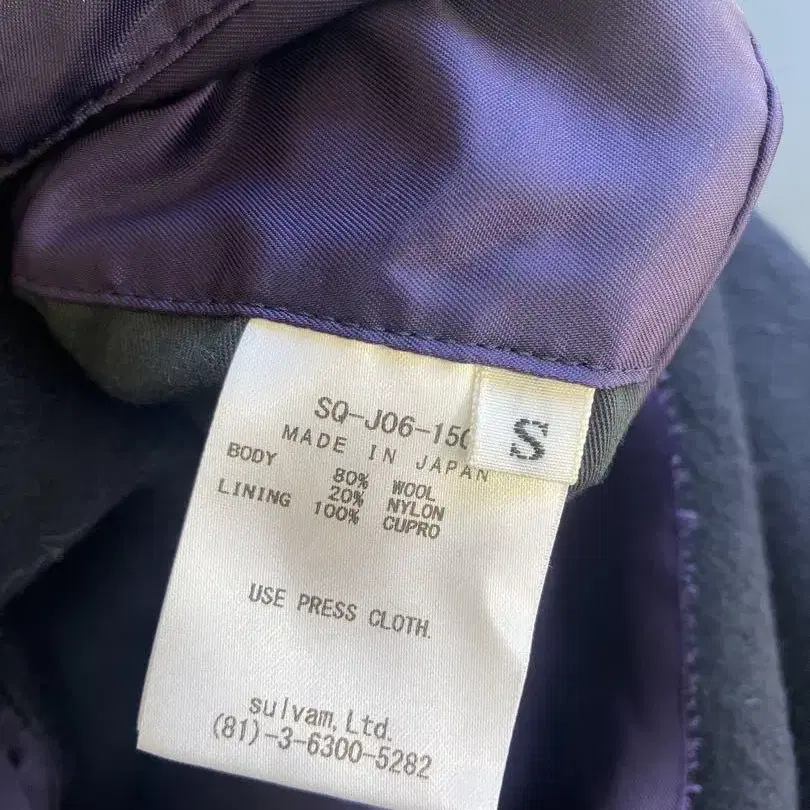 SQ-J06-150
S
MADE IN JAPAN
BODY 80% WOOL
20% NYLON
LINING 100% CUPRO
USE PRESS CLOTH.
sulvam, Ltd.
(81)-3-6300-5282